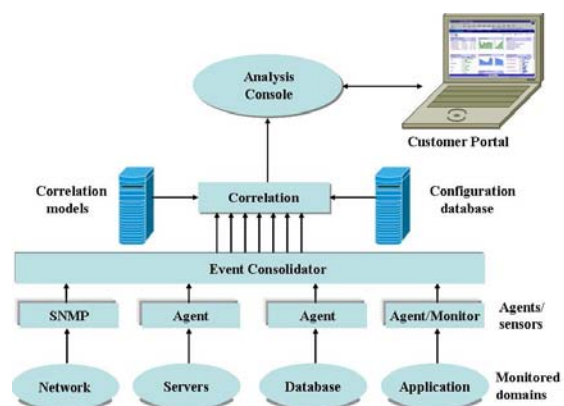 Analysis
Console
Customer Portal
Correlation
models
Correlation
Configuration
database
Event Consolidator
SNMP
Agent
Agent
Agent/Monitor
Agents/
sensors
Network
Servers
Database
Application
Monitored
domains